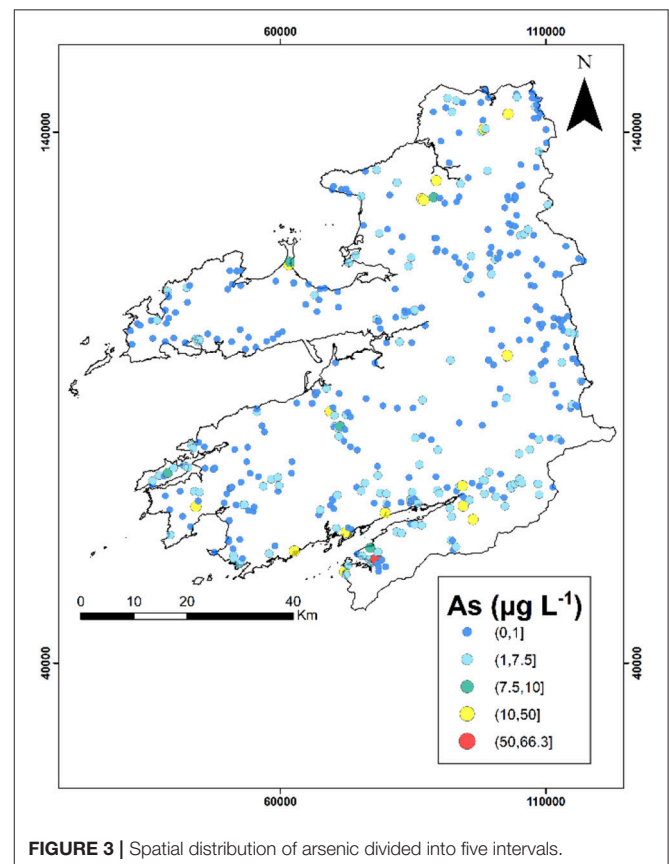 60000 110000
N
140000 140000
0 10 20 40
Km
As (µg L⁻¹)
(0,1]
(1,7.5]
(7.5,10]
(10,50]
(50,66.3]
40000 40000
60000 110000
FIGURE 3 | Spatial distribution of arsenic divided into five intervals.